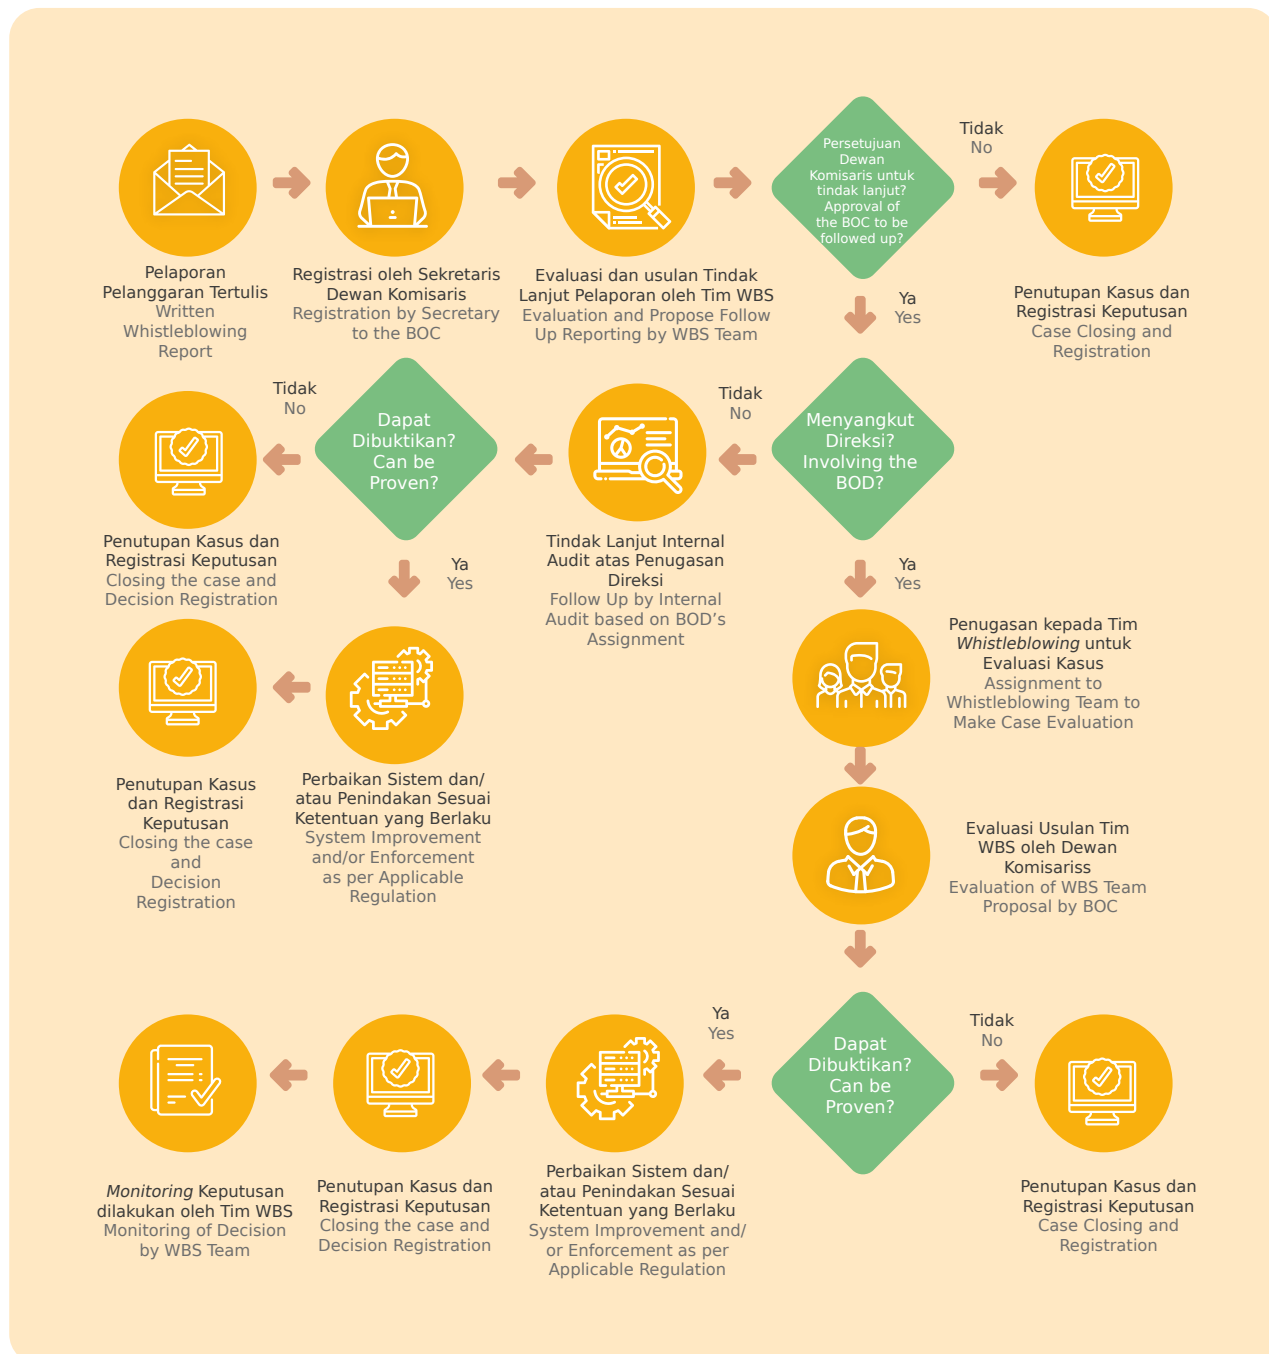 Pelaporan
Pelanggaran Tertulis
Written
Whistleblowing
Report
Registrasi oleh Sekretaris
Dewan Komisaris
Registration by Secretary
to the BOC
Evaluasi dan usulan Tindak
Lanjut Pelaporan oleh Tim WBS
Evaluation and Propose Follow
Up Reporting by WBS Team
Persetujuan
Dewan
Komisaris untuk
tindak lanjut?
Approval of
the BOC to be
followed up?
Tidak
No
Penutupan Kasus dan
Registrasi Keputusan
Case Closing and
Registration
Ya
Yes
Menyangkut
Direksi?
Involving the
BOD?
Tidak
No
Tindak Lanjut Internal
Audit atas Penugasan
Direksi
Follow Up by Internal
Audit based on BOD’s
Assignment
Dapat
Dibuktikan?
Can be
Proven?
Tidak
No
Penutupan Kasus dan
Registrasi Keputusan
Closing the case and
Decision Registration
Ya
Yes
Perbaikan Sistem dan/
atau Penindakan Sesuai
Ketentuan yang Berlaku
System Improvement
and/or Enforcement
as per Applicable
Regulation
Penutupan Kasus
dan Registrasi
Keputusan
Closing the case
and
Decision
Registration
Ya
Yes
Penugasan kepada Tim
Whistleblowing untuk
Evaluasi Kasus
Assignment to
Whistleblowing Team to
Make Case Evaluation
Evaluasi Usulan Tim
WBS oleh Dewan
Komisariss
Evaluation of WBS Team
Proposal by BOC
Dapat
Dibuktikan?
Can be
Proven?
Tidak
No
Penutupan Kasus dan
Registrasi Keputusan
Case Closing and
Registration
Ya
Yes
Perbaikan Sistem dan/
atau Penindakan Sesuai
Ketentuan yang Berlaku
System Improvement and/
or Enforcement as per
Applicable Regulation
Penutupan Kasus dan
Registrasi Keputusan
Closing the case and
Decision Registration
Monitoring Keputusan
dilakukan oleh Tim WBS
Monitoring of Decision
by WBS Team